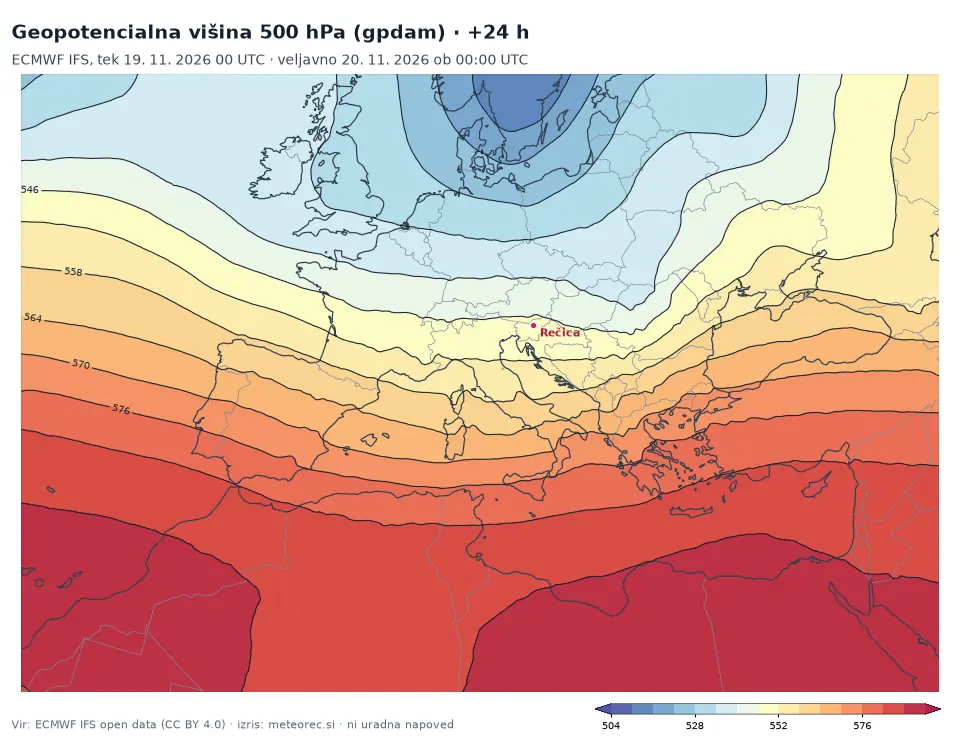 Geopotencialna višina 500 hPa (gpdam) · +24 h
ECMWF IFS, tek 19. 11. 2026 00 UTC · veljavno 20. 11. 2026 ob 00:00 UTC
546
558
564
570
576
Rečica
504 528 552 576
Vir: ECMWF IFS open data (CC BY 4.0) · izris: meteorec.si · ni uradna napoved